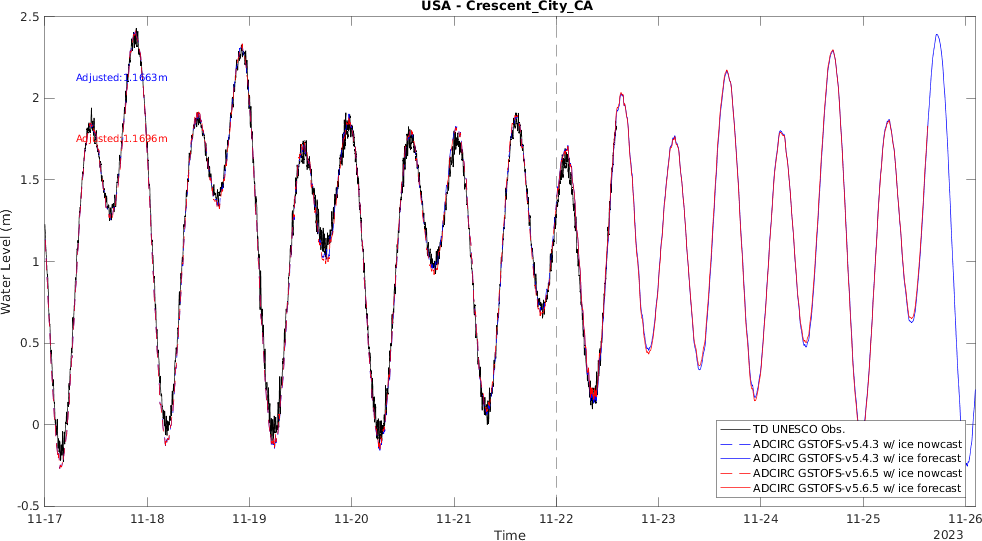 USA - Crescent_City_CA
2.5
2
1.5
1
0.5
0
-0.5
Water Level (m)
Adjusted:1.1663m
Adjusted:1.1696m
TD UNESCO Obs.
ADCIRC GSTOFS-v5.4.3 w/ ice nowcast
ADCIRC GSTOFS-v5.4.3 w/ ice forecast
ADCIRC GSTOFS-v5.6.5 w/ ice nowcast
ADCIRC GSTOFS-v5.6.5 w/ ice forecast
11-17 11-18 11-19 11-20 11-21 11-22 11-23 11-24 11-25 11-26
Time
2023